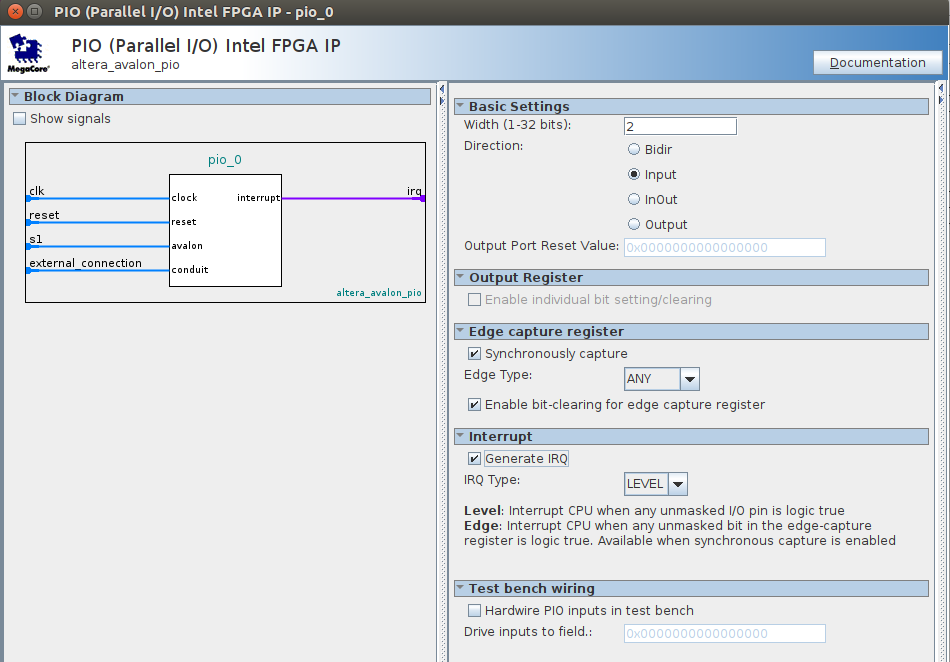 PIO (Parallel I/O) Intel FPGA IP - pio_0
PIO (Parallel I/O) Intel FPGA IP
altera_avalon_pio
MegaCore®
Documentation
Block Diagram
Show signals
pio_0
clk
clock
interrupt
irq
reset
reset
s1
avalon
external_connection
conduit
altera_avalon_pio
Basic Settings
Width (1-32 bits):
2
Direction:
Bidir
Input
InOut
Output
Output Port Reset Value:
0x0000000000000000
Output Register
Enable individual bit setting/clearing
Edge capture register
Synchronously capture
Edge Type:
ANY
Enable bit-clearing for edge capture register
Interrupt
Generate IRQ
IRQ Type:
LEVEL
Level: Interrupt CPU when any unmasked I/O pin is logic true
Edge: Interrupt CPU when any unmasked bit in the edge-capture
register is logic true. Available when synchronous capture is enabled
Test bench wiring
Hardwire PIO inputs in test bench
Drive inputs to field.:
0x0000000000000000